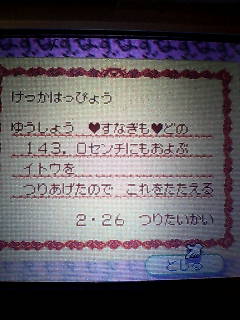 けっかはっぴょう
ゆうしょう ♥すなぎも♥どの
143.0センチにもおよぶ
イトウを
つりあげたので これをたたえる
2・26 つりたいかい
とじる